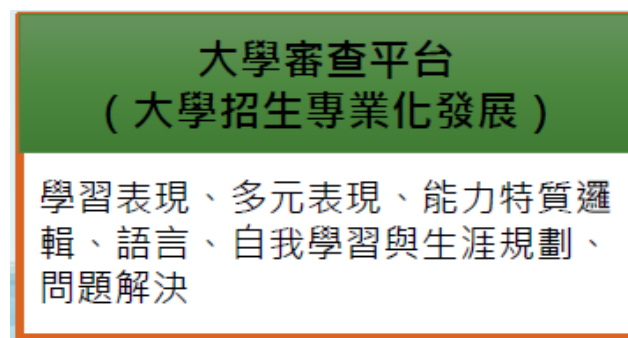 大學審查平台
（大學招生專業化發展）
學習表現、多元表現、能力特質邏
輯、語言、自我學習與生涯規劃、
問題解決